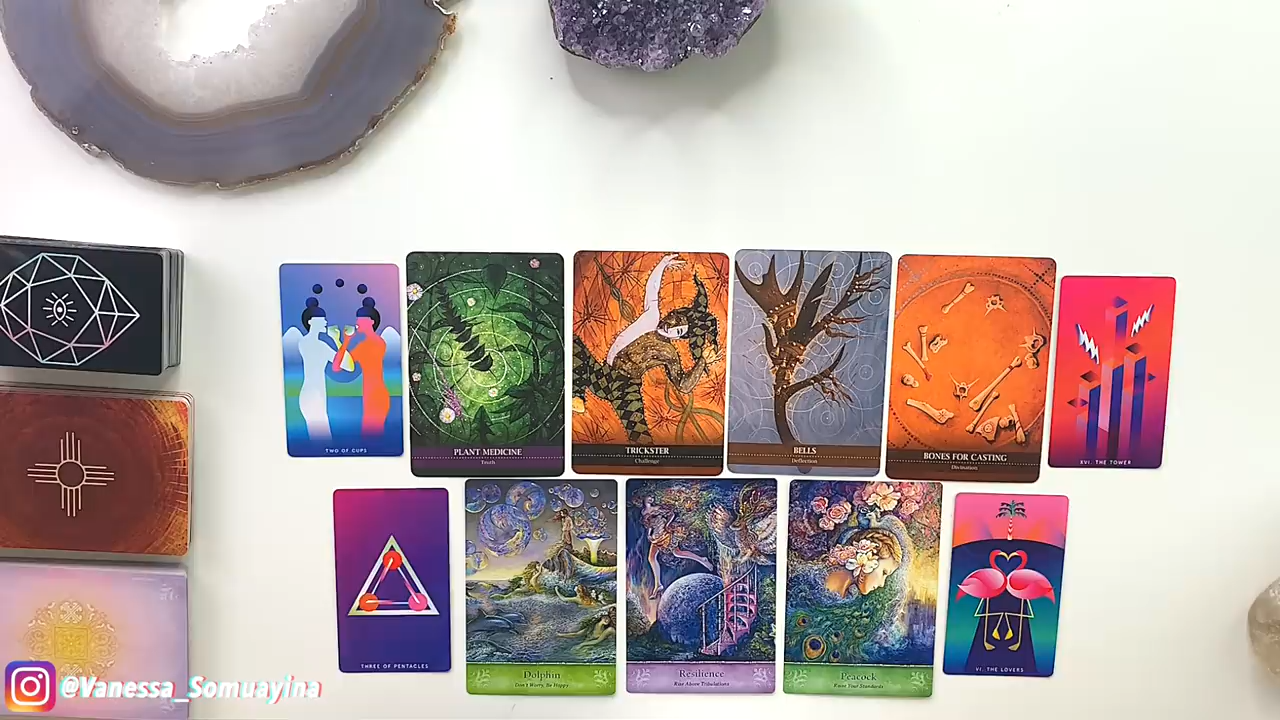 TWO OF CUPS
PLANT MEDICINE
Truth
TRICKSTER
Challenge
BELLS
Deflection
BONES FOR CASTING
Divination
XVI. THE TOWER
THREE OF PENTACLES
Dolphin
Don't Worry, Be Happy
Resilience
Rise Above Tribulations
Peacock
Raise Your Standards
VI. THE LOVERS
@Vanessa_Somuayina